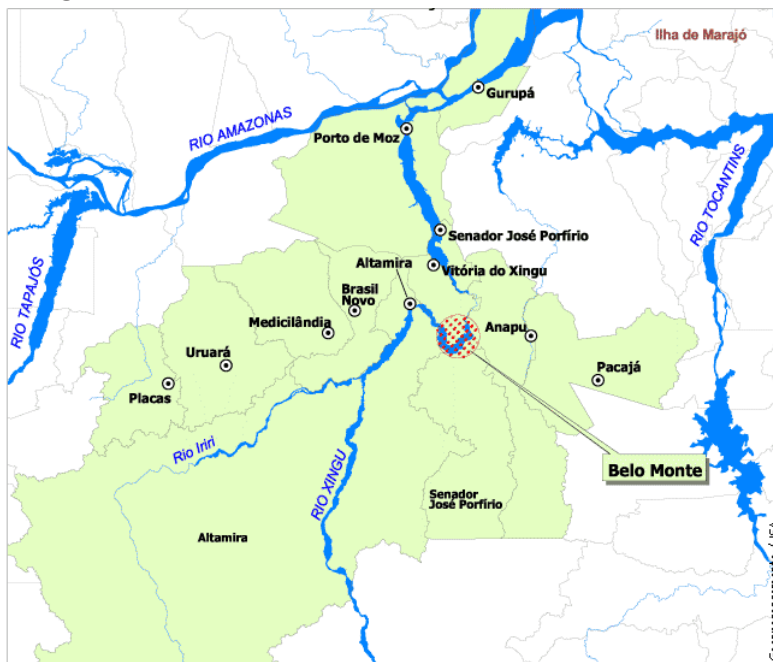 Ilha de Marajó
Gurupá
RIO AMAZONAS
Porto de Moz
RIO TOCANTINS
Senador José Porfírio
RIO TAPAJÓS
Altamira
Vitória do Xingu
Brasil
Novo
Medicilândia
Anapu
Uruará
Pacajá
Placas
Rio Iriri
RIO XINGU
Belo Monte
Senador
José Porfírio
Altamira